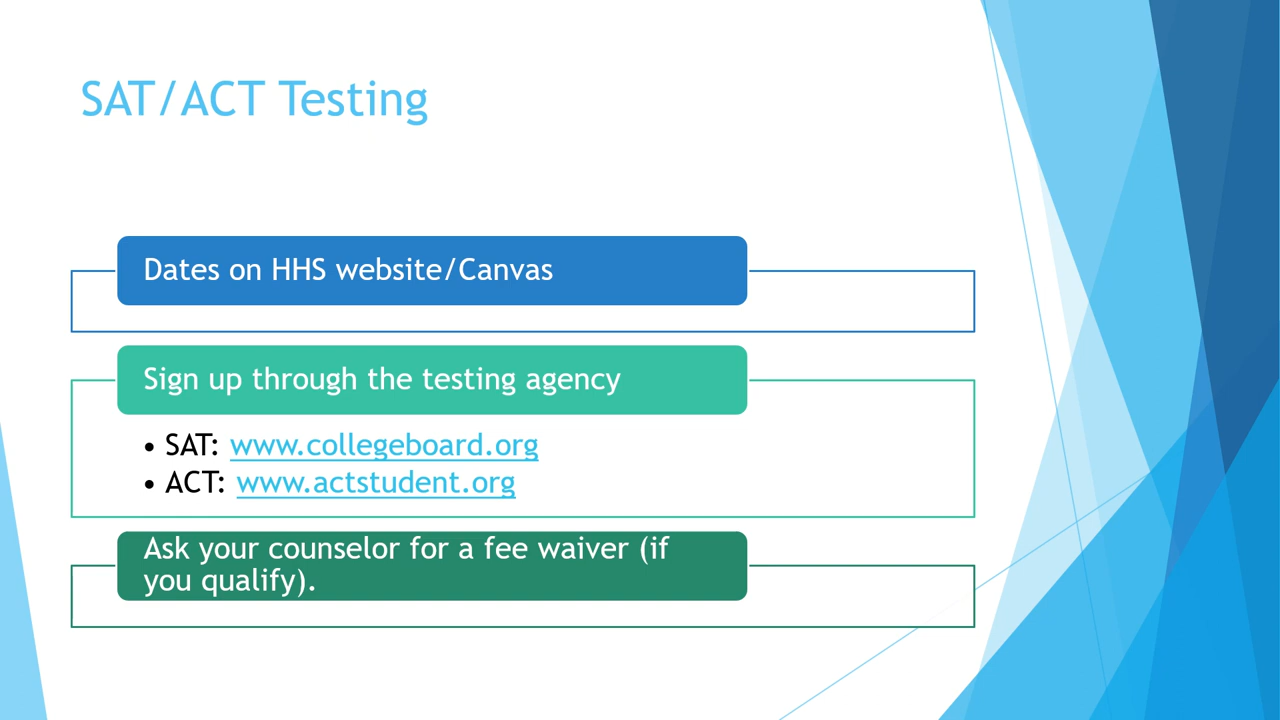 SAT/ACT Testing
Dates on HHS website/Canvas
Sign up through the testing agency
• SAT: www.collegeboard.org
• ACT: www.actstudent.org
Ask your counselor for a fee waiver (if
you qualify).